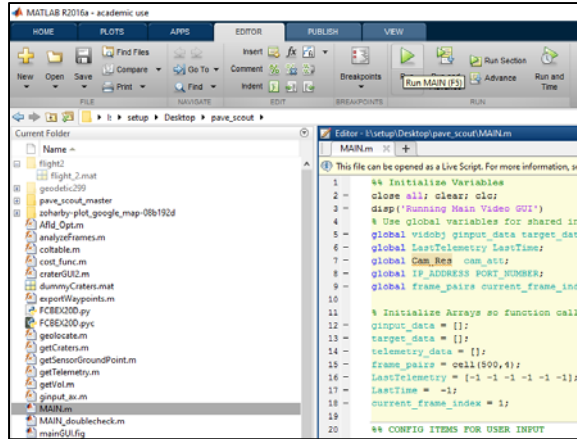 MATLAB R2016a - academic use
HOME PLOTS APPS EDITOR PUBLISH VIEW
New Open Save Find Files Compare Print
Go To Find
Insert fx Comment Indent
Breakpoints
Run Section Advance Run and Time
Run MAIN (F5)
FILE NAVIGATE EDIT BREAKPOINTS RUN
I: setup Desktop pave_scout
Current Folder
Name
flight2
flight_2.mat
geodetic299
pave_scout_master
zoharby-plot_google_map-08b192d
Afld_Opt.m
analyzeFrames.m
coltable.m
cost_func.m
craterGUI2.m
dummyCraters.mat
exportWaypoints.m
FCBEX20D.py
FCBEX20D.pyc
geolocate.m
getCraters.m
getSensorGroundPoint.m
getTelemetry.m
getVol.m
ginput_ax.m
MAIN.m
MAIN_doublecheck.m
mainGUI.fig
Editor - I:\setup\Desktop\pave_scout\MAIN.m
MAIN.m
This file can be opened as a Live Script. For more information, s
1 %% Initialize Variables
2 - close all; clear; clc;
3 - disp('Running Main Video GUI')
4 % Use global variables for shared in
5 - global vidobj ginput_data target_dat
6 - global LastTelemetry LastTime;
7 - global Cam_Res cam_att;
8 - global IP_ADDRESS PORT_NUMBER;
9 - global frame_pairs current_frame_ind
10
11 % Initialize Arrays so function call
12 - ginput_data = [];
13 - target_data = [];
14 - telemetry_data = [];
15 - frame_pairs = cell(500,4);
16 - LastTelemetry = [-1 -1 -1 -1 -1 -1];
17 - LastTime = -1;
18 - current_frame_index = 1;
19
20 %% CONFIG ITEMS FOR USER INPUT